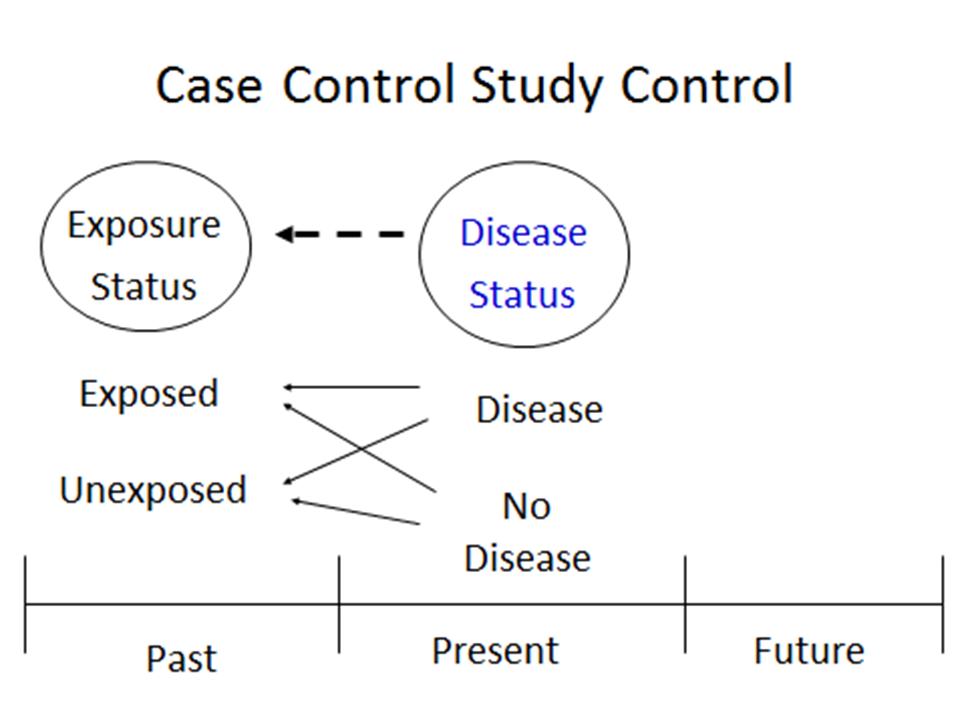 Case Control Study Control
Exposure
Status
Disease
Status
Exposed
Disease
Unexposed
No
Disease
Past
Present
Future